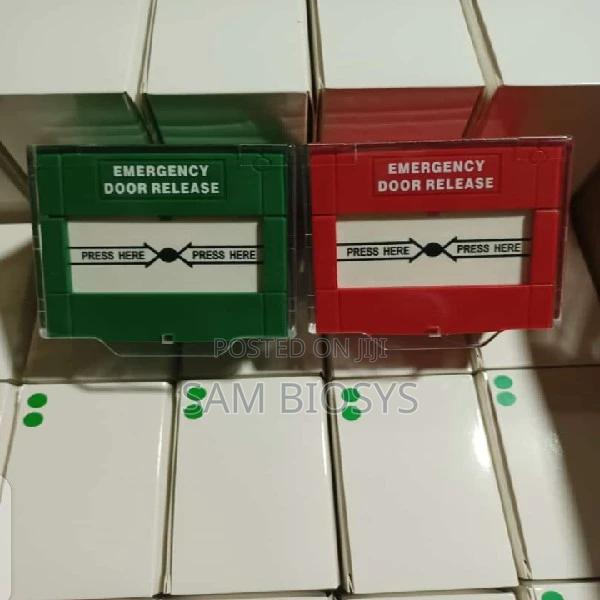 EMERGENCY
DOOR RELEASE
PRESS HERE PRESS HERE
EMERGENCY
DOOR RELEASE
PRESS HERE PRESS HERE
POSTED ON JIJI
SAM BIOSYS